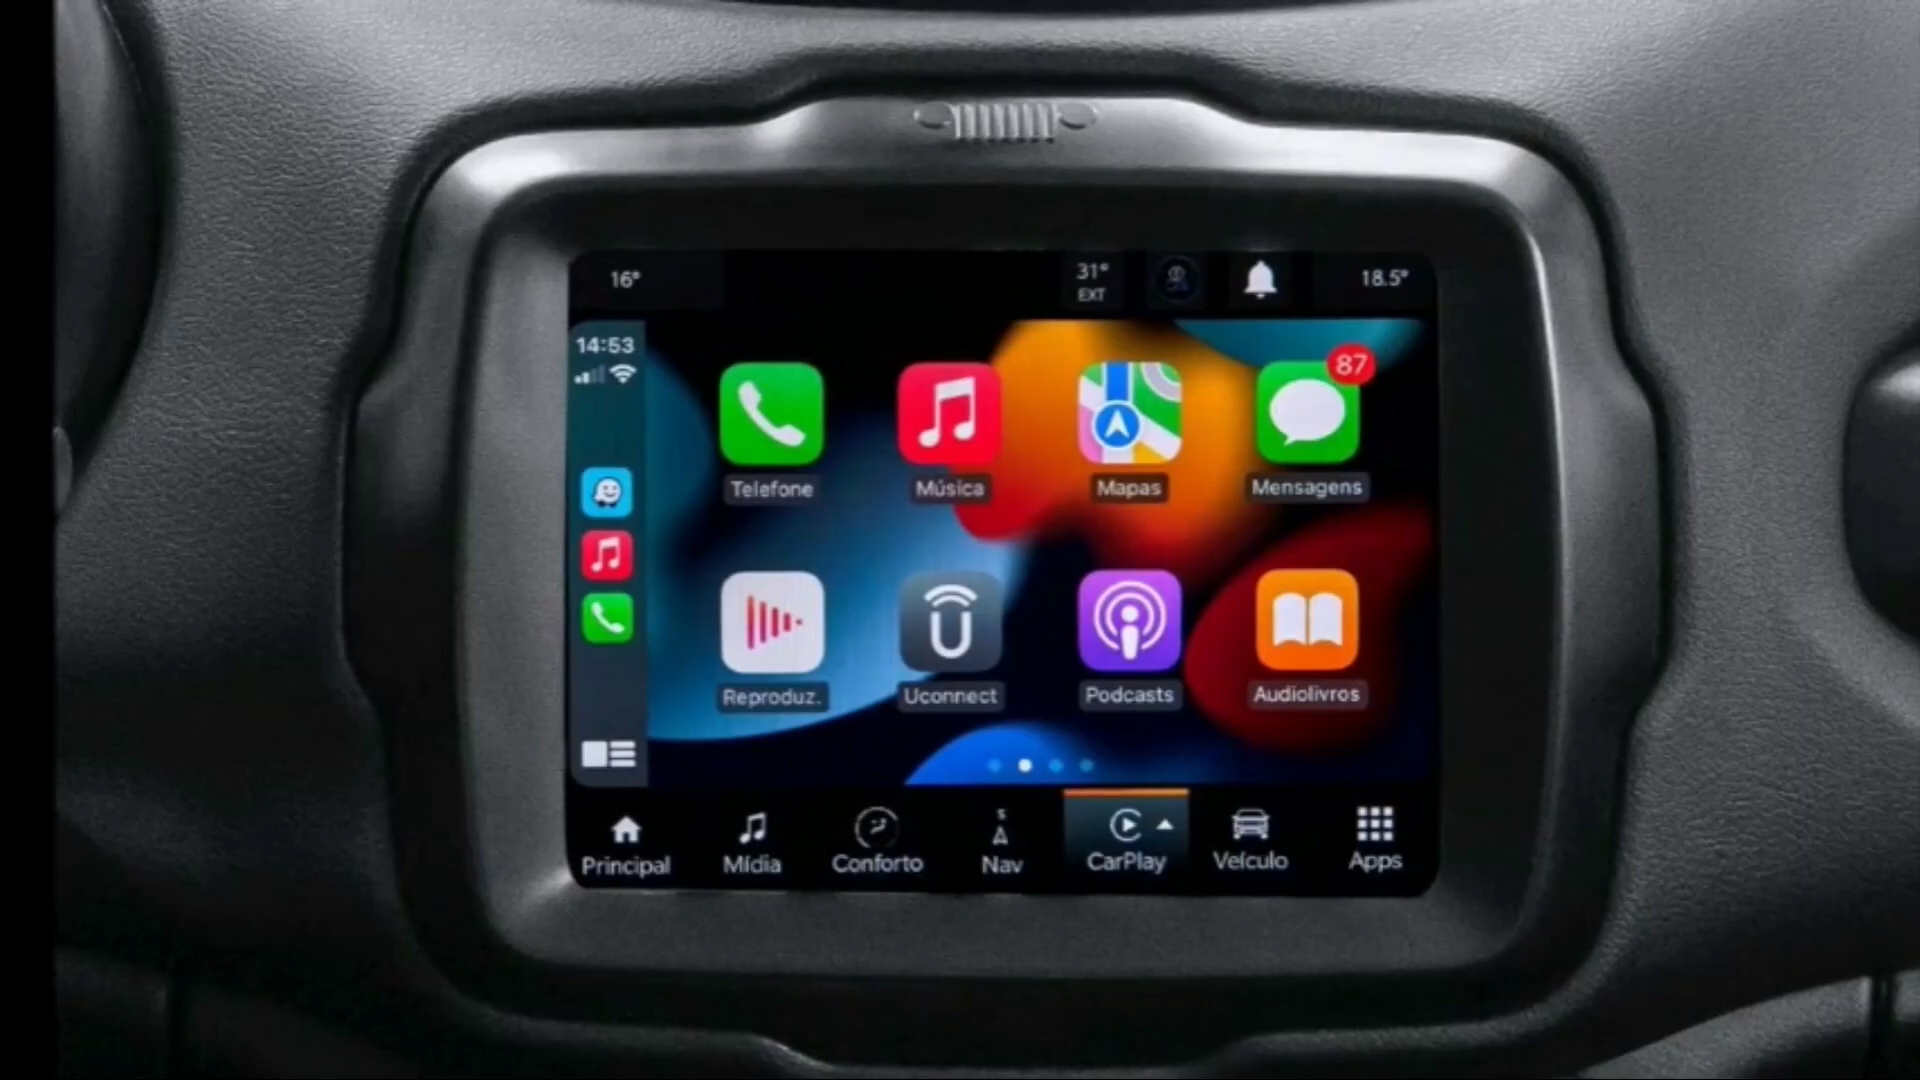 16°
31°
EXT
18.5°
14:53
87
Telefone
Música
Mapas
Mensagens
Reproduz.
Uconnect
Podcasts
Audiolivros
S
Principal
Mídia
Conforto
Nav
CarPlay
Veículo
Apps